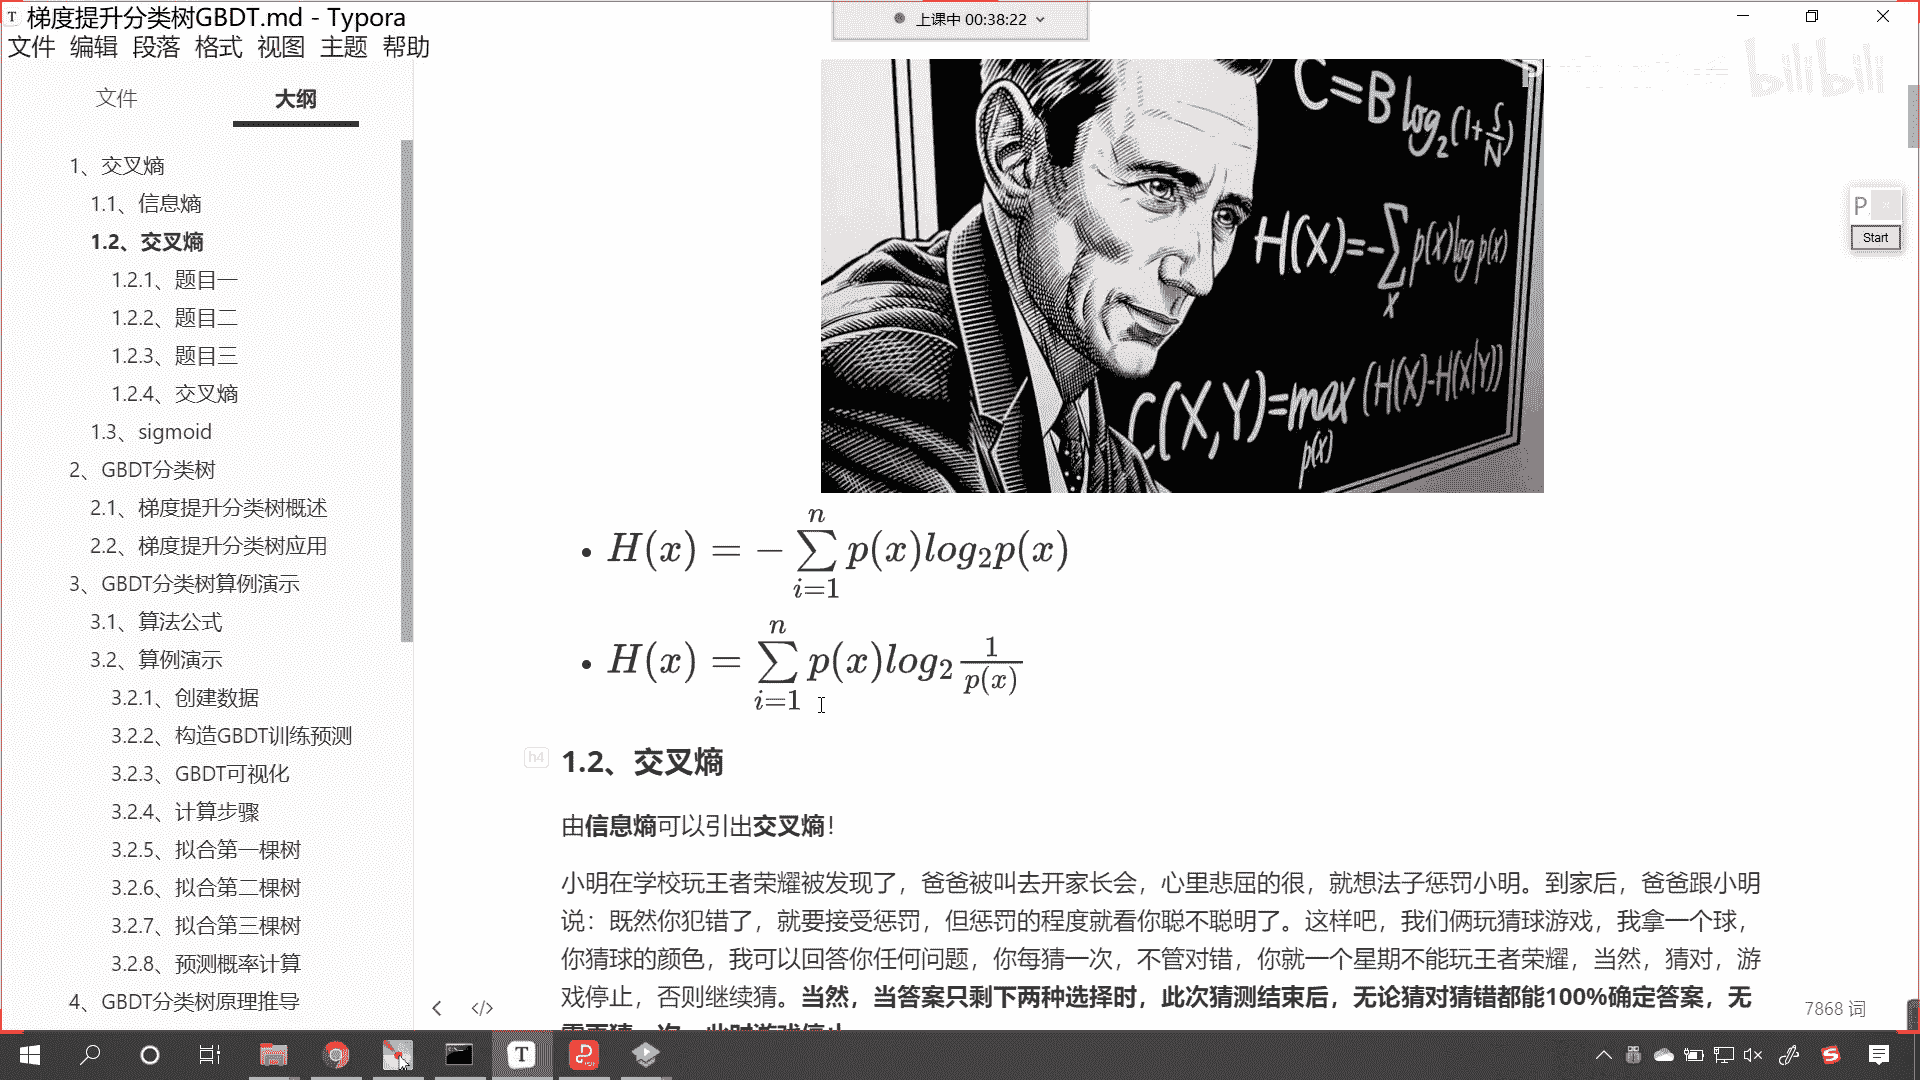 梯度提升分类树GBDT.md - Typora
上课中 00:38:22
文件 编辑 段落 格式 视图 主题 帮助
bilibili
文件 大纲
1、交叉熵
1.1、信息熵
1.2、交叉熵
1.2.1、题目一
1.2.2、题目二
1.2.3、题目三
1.2.4、交叉熵
1.3、sigmoid
2、GBDT分类树
2.1、梯度提升分类树概述
2.2、梯度提升分类树应用
3、GBDT分类树算例演示
3.1、算法公式
3.2、算例演示
3.2.1、创建数据
3.2.2、构造GBDT训练预测
3.2.3、GBDT可视化
3.2.4、计算步骤
3.2.5、拟合第一棵树
3.2.6、拟合第二棵树
3.2.7、拟合第三棵树
3.2.8、预测概率计算
4、GBDT分类树原理推导
C=B log₂(1+S/N)
H(X)=-∑_X p(x)log p(x)
C(X,Y)=max_p(x) (H(X)-H(X|Y))
P
Start
• H(x) = -∑_{i=1}^{n} p(x)log₂p(x)
• H(x) = ∑_{i=1}^{n} p(x)log₂ 1/p(x)
h4
1.2、交叉熵
由信息熵可以引出交叉熵！
小明在学校玩王者荣耀被发现了，爸爸被叫去开家长会，心里悲屈的很，就想法子惩罚小明。到家后，爸爸跟小明
说：既然你犯错了，就要接受惩罚，但惩罚的程度就看你聪不聪明了。这样吧，我们俩玩猜球游戏，我拿一个球，
你猜球的颜色，我可以回答你任何问题，你每猜一次，不管对错，你就一个星期不能玩王者荣耀，当然，猜对，游
戏停止，否则继续猜。当然，当答案只剩下两种选择时，此次猜测结束后，无论猜对猜错都能100%确定答案，无
需再猜一次，此时游戏停止
7868 词